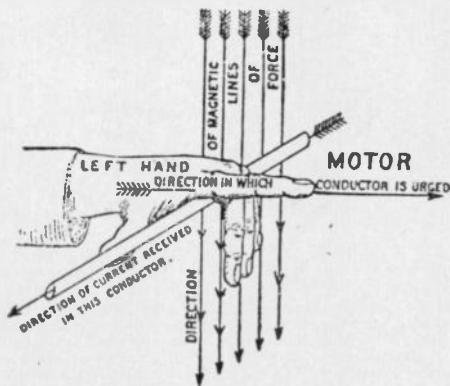 OF MAGNETIC
LINES
OF
FORCE
LEFT HAND
MOTOR
DIRECTION IN WHICH
CONDUCTOR IS URGED
DIRECTION OF CURRENT RECEIVED
IN THIS CONDUCTOR.
DIRECTION